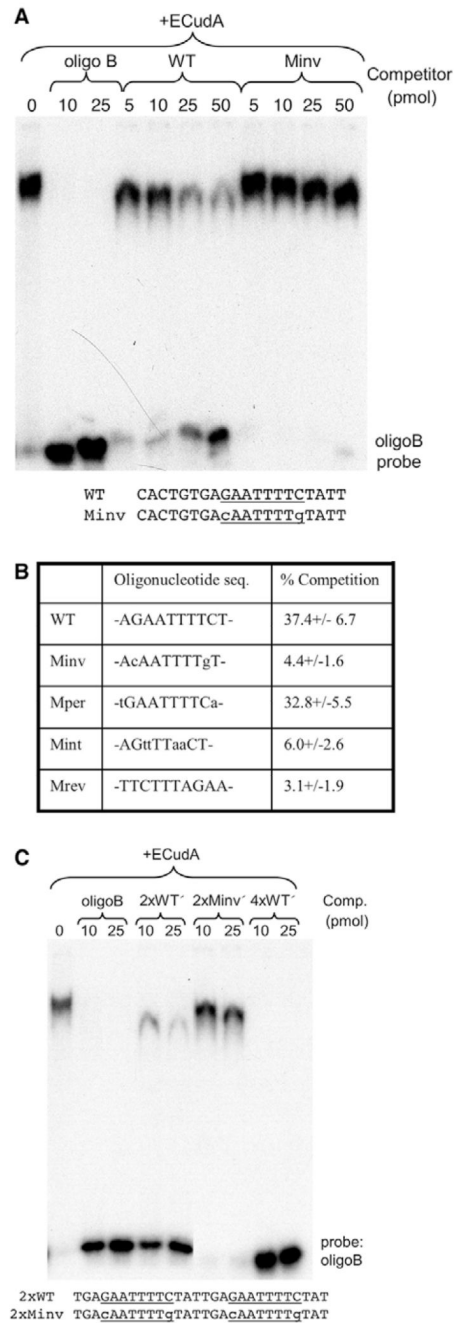 A
+ECudA
oligo B WT Minv Competitor
0 10 25 5 10 25 50 5 10 25 50 (pmol)
oligoB
probe
WT CACTGTGAGAATTTTCTATT
Minv CACTGTGAcAATTTTgTATT
B
Oligonucleotide seq. % Competition
WT -AGAATTTTCT- 37.4+/- 6.7
Minv -AcAATTTTgT- 4.4+/-1.6
Mper -tGAATTTTCa- 32.8+/-5.5
Mint -AGttTTaaCT- 6.0+/-2.6
Mrev -TTCTTTAGAA- 3.1+/-1.9
C
+ECudA
oligoB 2xWT´ 2xMinv´ 4xWT´ Comp.
0 10 25 10 25 10 25 10 25 (pmol)
probe:
oligoB
2xWT TGAGAATTTTCTATTGAGAATTTTCTAT
2xMinv TGAcAATTTTgTATTGAcAATTTTgTAT